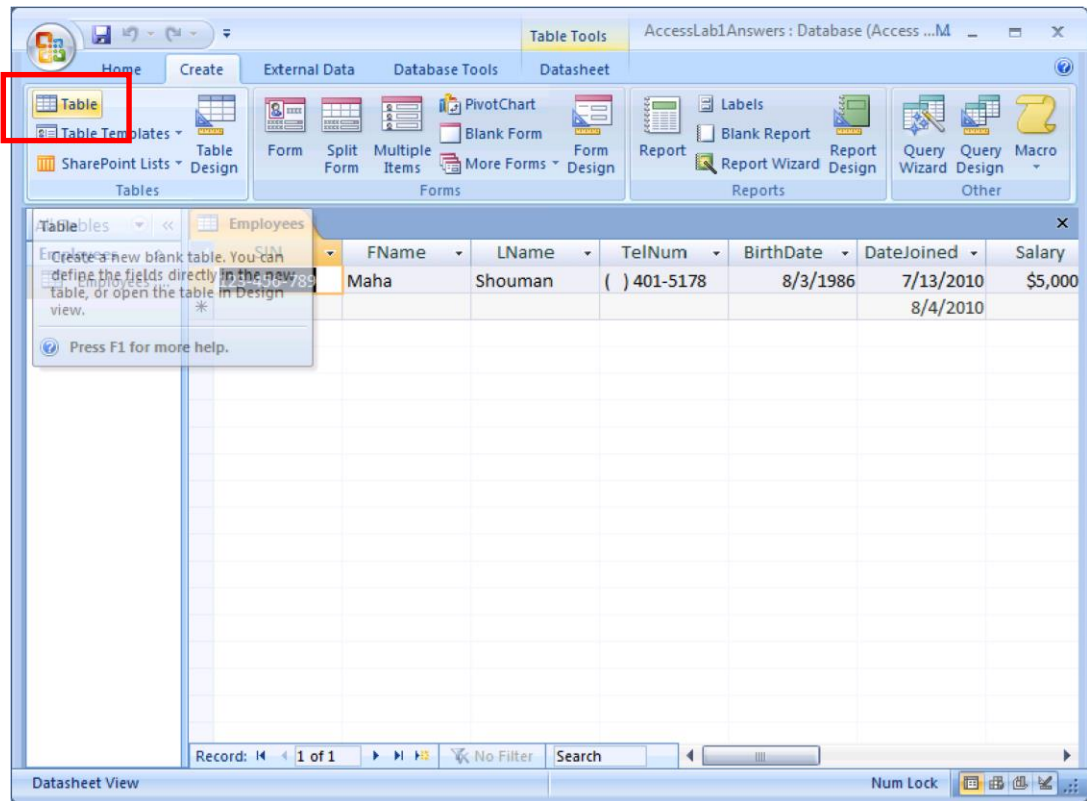 Table Tools AccessLab1Answers : Database (Access ...M
Home Create External Data Database Tools Datasheet
Table
Table Templates
SharePoint Lists
Table Design
Tables
Form
Split Form
Multiple Items
PivotChart
Blank Form
More Forms
Form Design
Forms
Report
Labels
Blank Report
Report Wizard
Report Design
Reports
Query Wizard
Query Design
Macro
Other
Table
Create a new blank table. You can
define the fields directly in the new
table, or open the table in Design
view.
Press F1 for more help.
Employees
SIN FName LName TelNum BirthDate DateJoined Salary
123-456-789 Maha Shouman ( ) 401-5178 8/3/1986 7/13/2010 $5,000
8/4/2010
Record: 1 of 1 No Filter Search
Datasheet View Num Lock